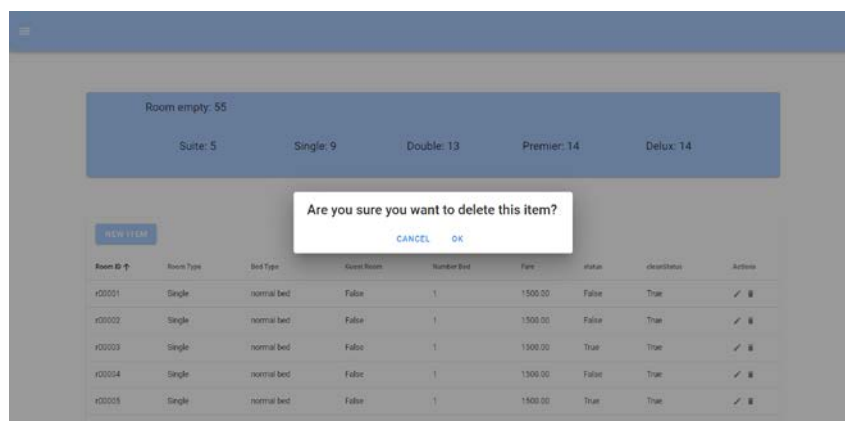 Room empty: 55
Suite: 5 Single: 9 Double: 13 Premier: 14 Delux: 14
Are you sure you want to delete this item?
CANCEL OK
NEW ITEM
Room ID ↑ Room Type Bed Type Guest Room Number Bed Fare status cleanStatus Actions
r00001 Single normal bed False 1 1500.00 False True
r00002 Single normal bed False 1 1500.00 False True
r00003 Single normal bed False 1 1500.00 True True
r00004 Single normal bed False 1 1500.00 False True
r00005 Single normal bed False 1 1500.00 True True